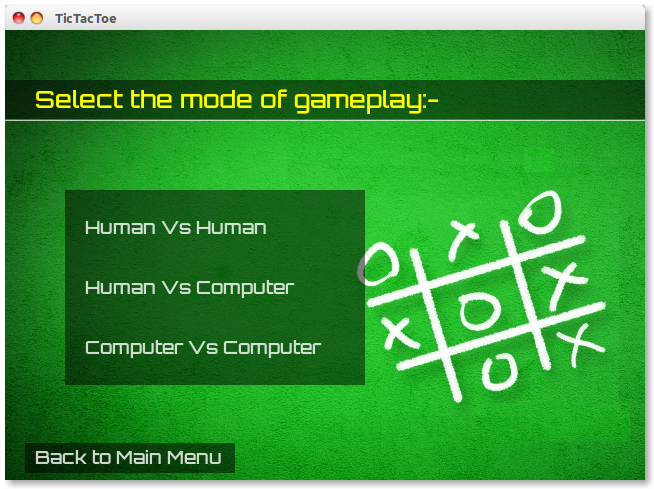 TicTacToe
Select the mode of gameplay:-
Human Vs Human
Human Vs Computer
Computer Vs Computer
O X O
X O X
O X
Back to Main Menu